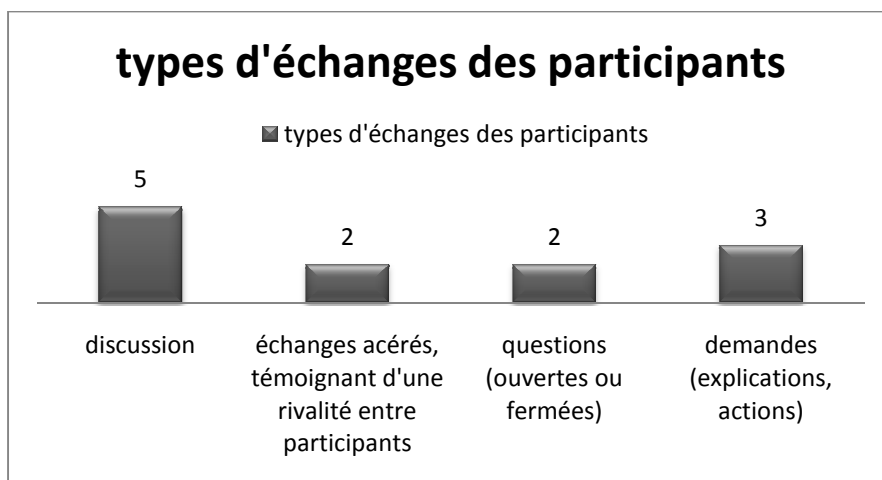 types d'échanges des participants
types d'échanges des participants
5
2
2
3
discussion
échanges acérés,
témoignant d'une
rivalité entre
participants
questions
(ouvertes ou
fermées)
demandes
(explications,
actions)